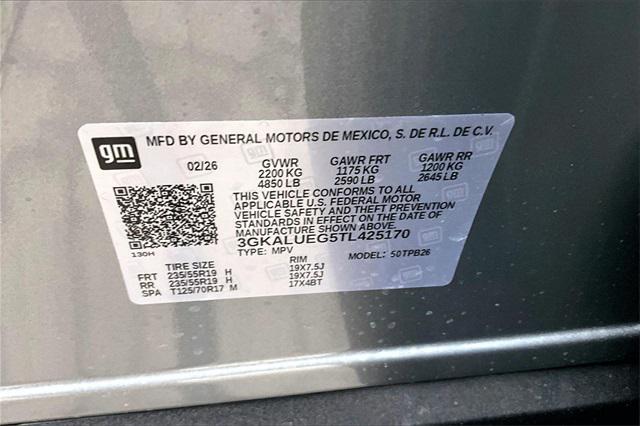 gm
MFD BY GENERAL MOTORS DE MEXICO, S. DE R.L. DE C.V.
02/26 GVWR GAWR FRT GAWR RR
2200 KG 1175 KG 1200 KG
4850 LB 2590 LB 2645 LB
THIS VEHICLE CONFORMS TO ALL
APPLICABLE U.S. FEDERAL MOTOR
VEHICLE SAFETY AND THEFT PREVENTION
STANDARDS IN EFFECT ON THE DATE OF
MANUFACTURE SHOWN ABOVE.
3GKALUEG5TL425170
130H TYPE: MPV MODEL: 50TPB26
TIRE SIZE RIM
FRT 235/55R19 H 19X7.5J
RR 235/55R19 H 19X7.5J
SPA T125/70R17 M 17X4BT